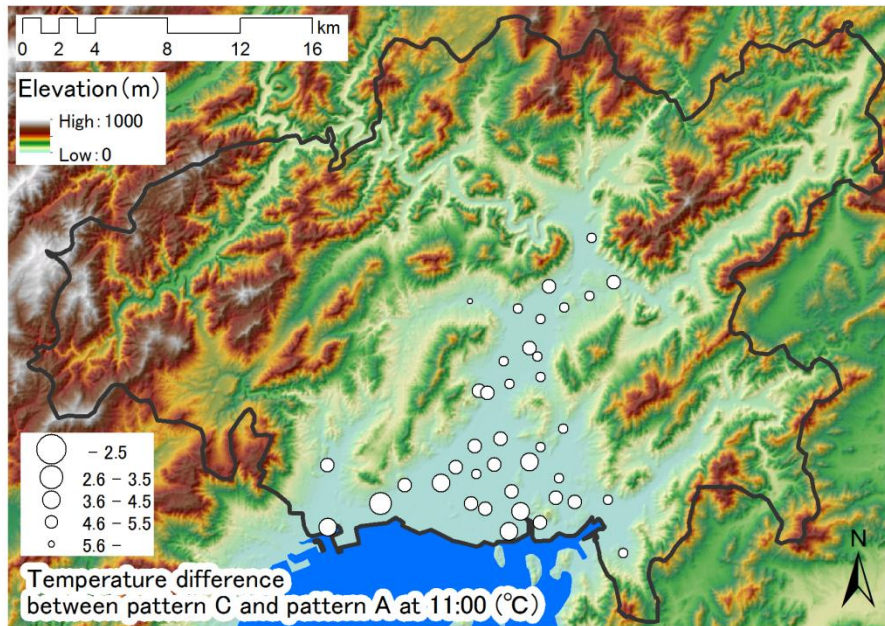 km
0 2 4 8 12 16
Elevation(m)
High:1000
Low:0
- 2.5
2.6 - 3.5
3.6 - 4.5
4.6 - 5.5
5.6 -
N
Temperature difference
between pattern C and pattern A at 11:00 (℃)